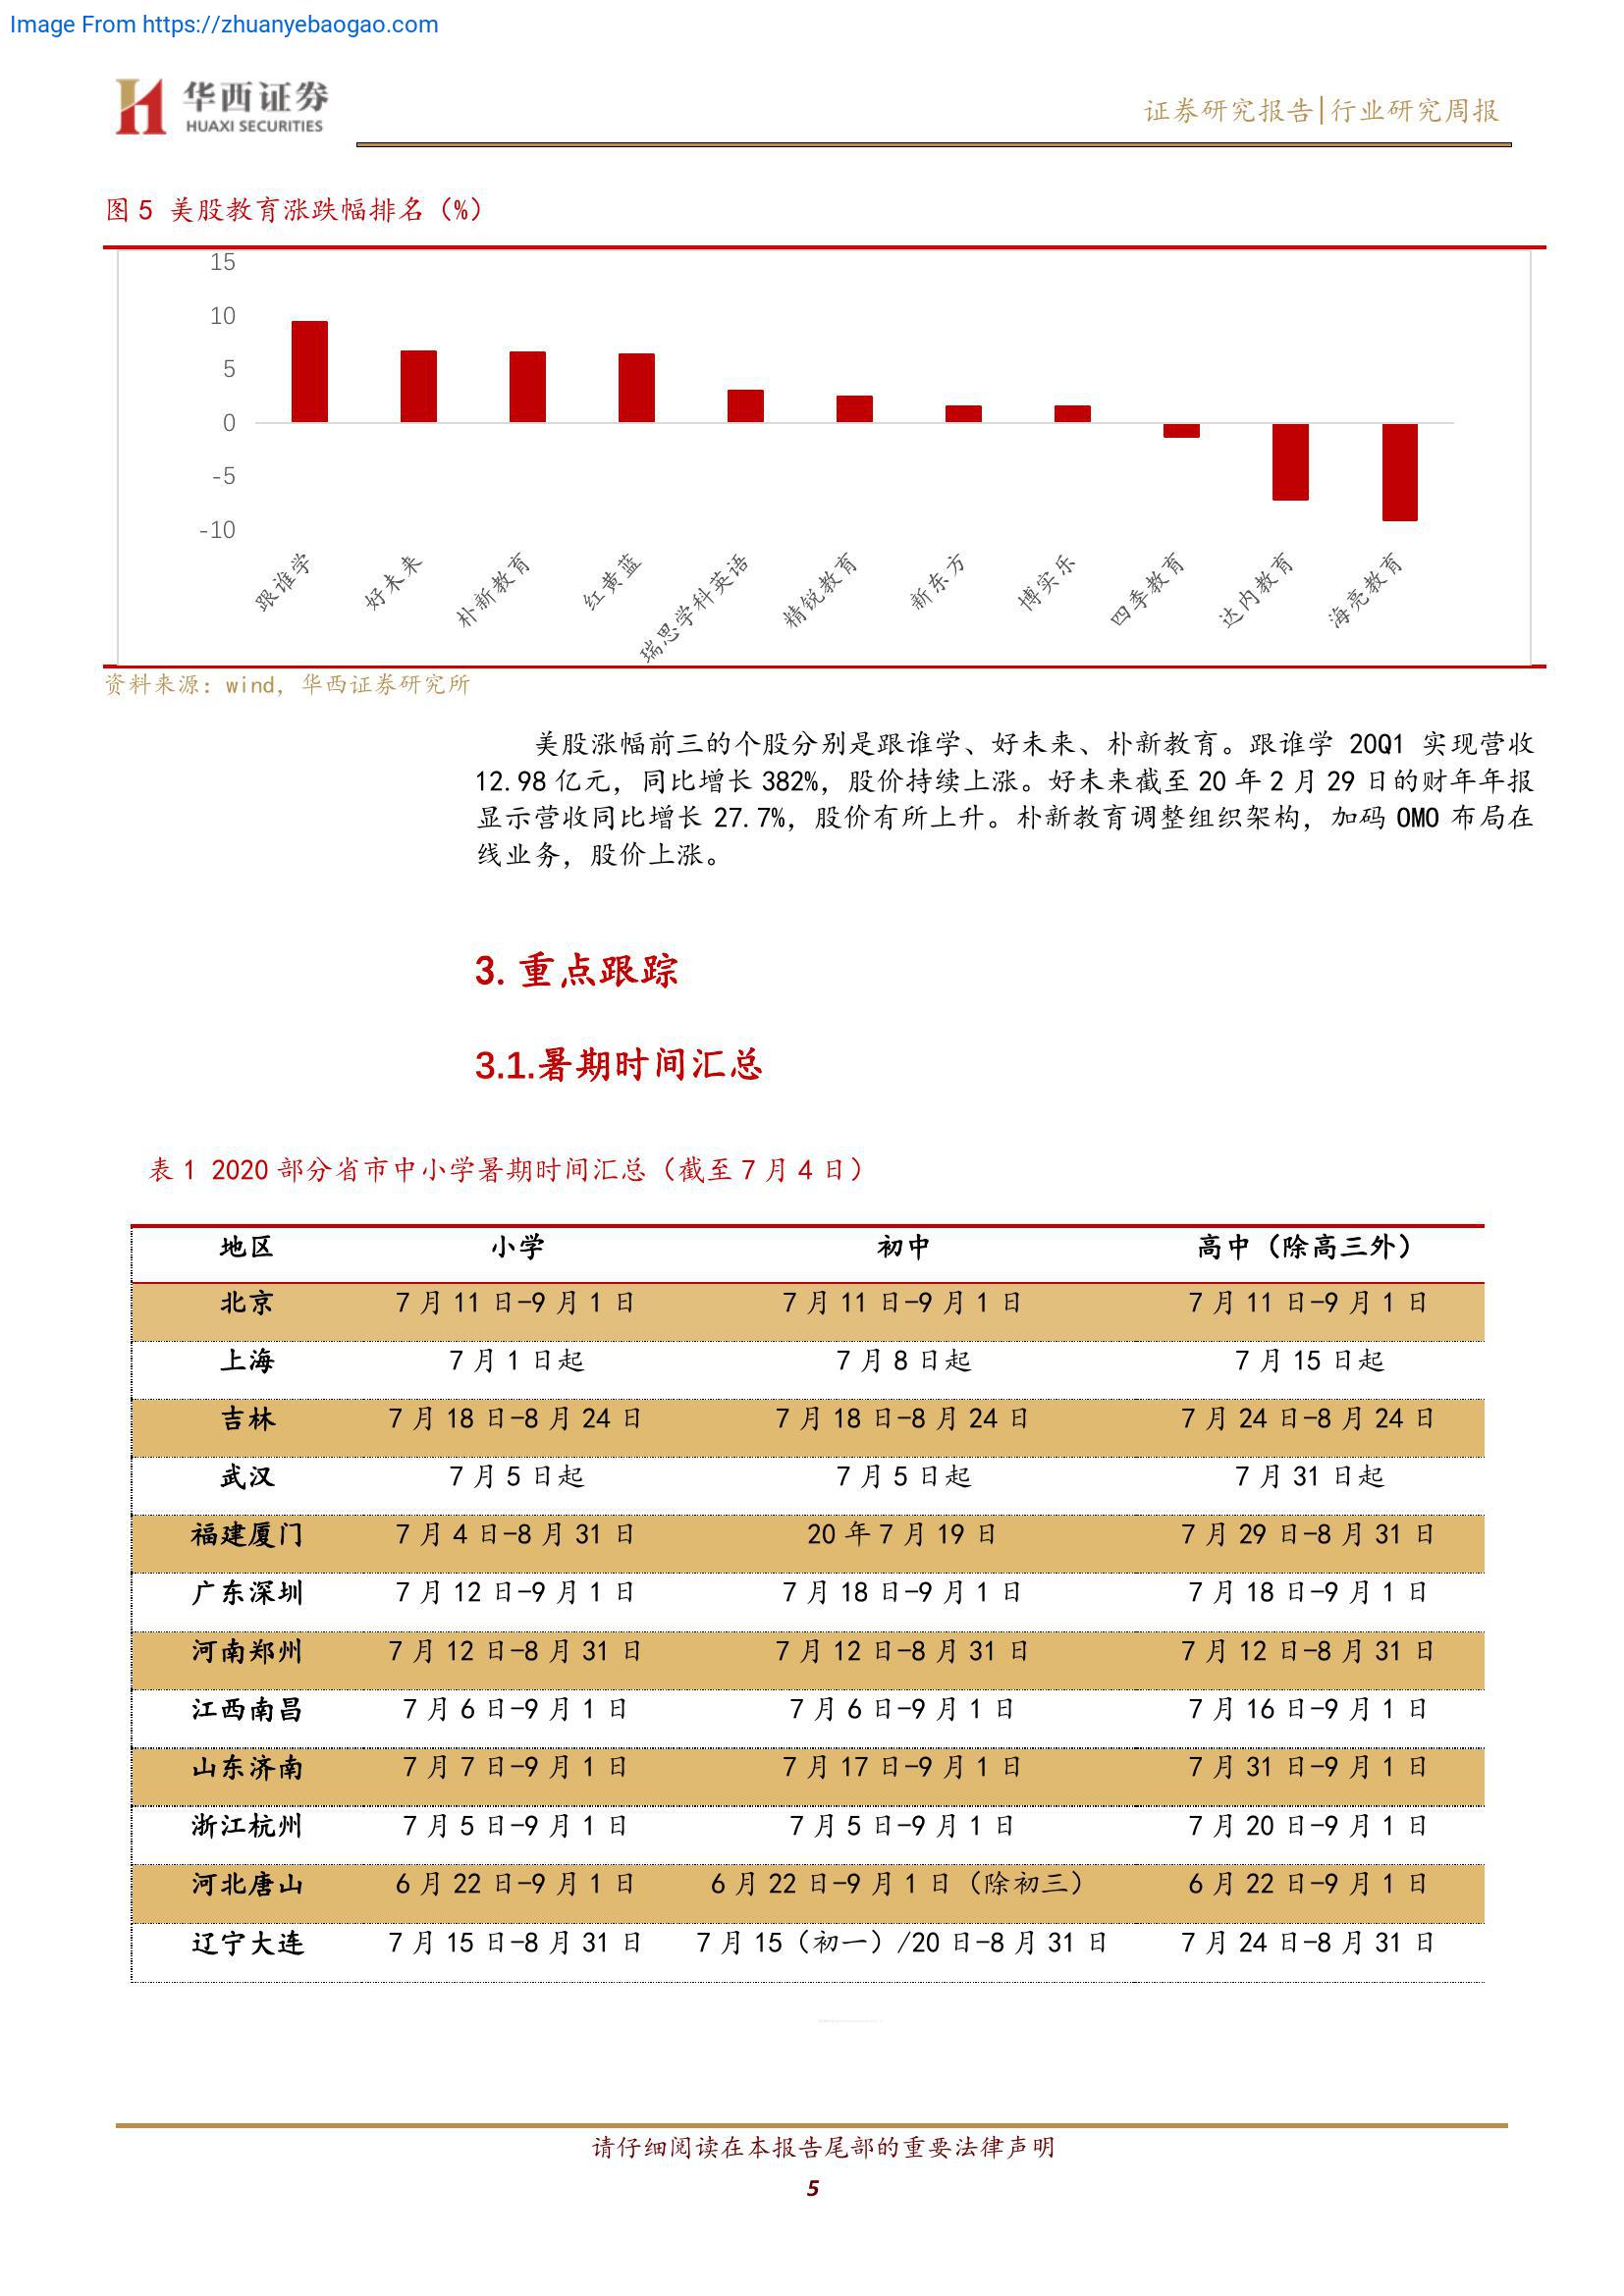 Image From https://zhuanyebaogao.com
华西证券
HUAXI SECURITIES
证券研究报告|行业研究周报
图 5 美股教育涨跌幅排名（%）
15
10
5
0
-5
-10
跟谁学
好未来
朴新教育
红黄蓝
瑞思学科英语
精锐教育
新东方
博实乐
四季教育
达内教育
海亮教育
资料来源：wind，华西证券研究所
美股涨幅前三的个股分别是跟谁学、好未来、朴新教育。跟谁学 20Q1 实现营收
12.98 亿元，同比增长 382%，股价持续上涨。好未来截至 20 年 2 月 29 日的财年年报
显示营收同比增长 27.7%，股价有所上升。朴新教育调整组织架构，加码 OMO 布局在
线业务，股价上涨。
3. 重点跟踪
3.1.暑期时间汇总
表 1 2020 部分省市中小学暑期时间汇总（截至 7 月 4 日）
地区 小学 初中 高中（除高三外）
北京 7 月 11 日-9 月 1 日 7 月 11 日-9 月 1 日 7 月 11 日-9 月 1 日
上海 7 月 1 日起 7 月 8 日起 7 月 15 日起
吉林 7 月 18 日-8 月 24 日 7 月 18 日-8 月 24 日 7 月 24 日-8 月 24 日
武汉 7 月 5 日起 7 月 5 日起 7 月 31 日起
福建厦门 7 月 4 日-8 月 31 日 20 年 7 月 19 日 7 月 29 日-8 月 31 日
广东深圳 7 月 12 日-9 月 1 日 7 月 18 日-9 月 1 日 7 月 18 日-9 月 1 日
河南郑州 7 月 12 日-8 月 31 日 7 月 12 日-8 月 31 日 7 月 12 日-8 月 31 日
江西南昌 7 月 6 日-9 月 1 日 7 月 6 日-9 月 1 日 7 月 16 日-9 月 1 日
山东济南 7 月 7 日-9 月 1 日 7 月 17 日-9 月 1 日 7 月 31 日-9 月 1 日
浙江杭州 7 月 5 日-9 月 1 日 7 月 5 日-9 月 1 日 7 月 20 日-9 月 1 日
河北唐山 6 月 22 日-9 月 1 日 6 月 22 日-9 月 1 日（除初三） 6 月 22 日-9 月 1 日
辽宁大连 7 月 15 日-8 月 31 日 7 月 15（初一）/20 日-8 月 31 日 7 月 24 日-8 月 31 日
请仔细阅读在本报告尾部的重要法律声明
5